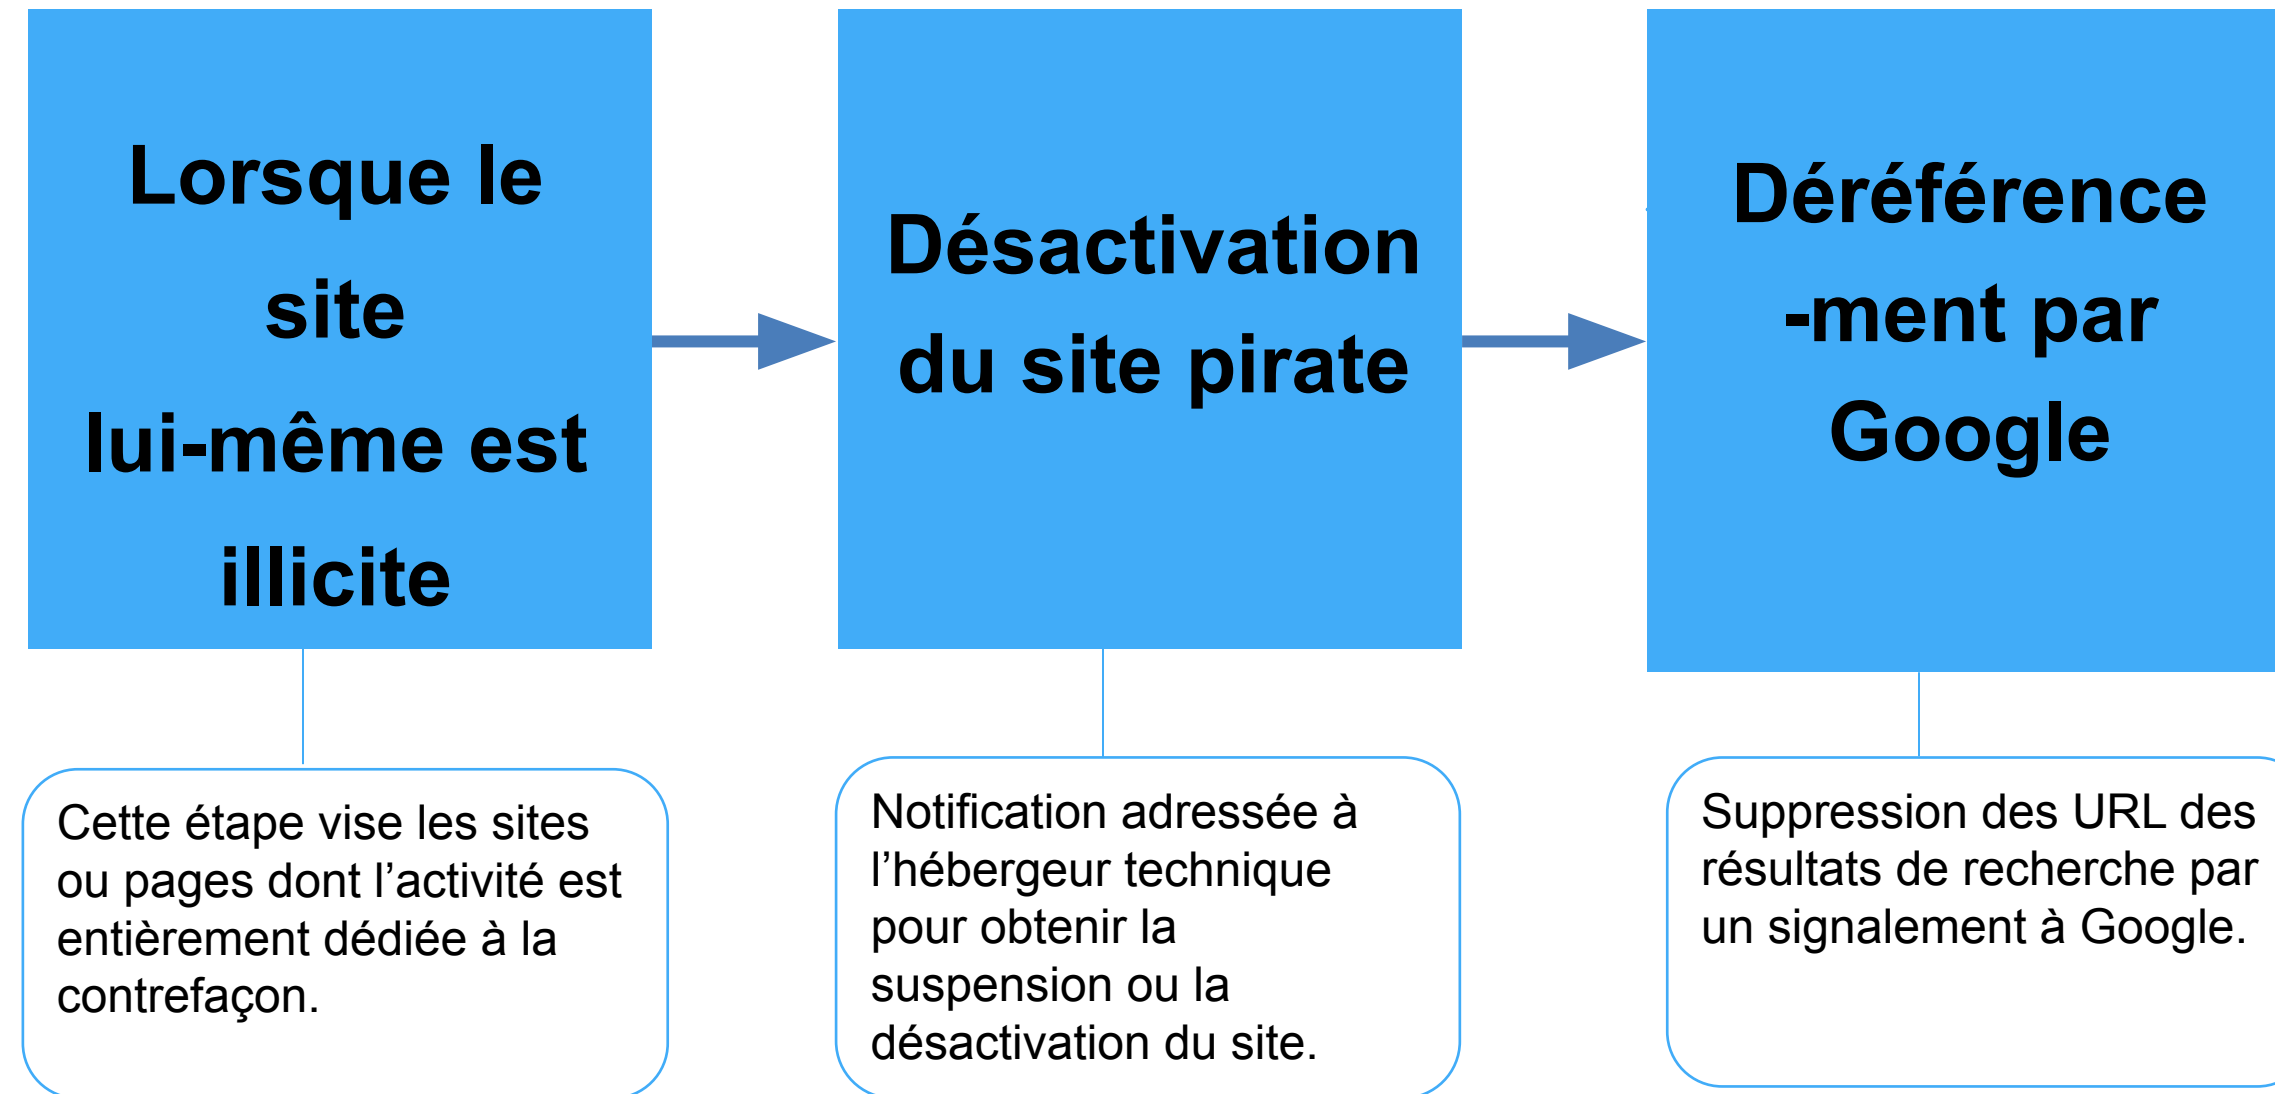 Lorsque le
site
lui-même est
illicite
Désactivation
du site pirate
Déréférence
-ment par
Google
Cette étape vise les sites
ou pages dont l’activité est
entièrement dédiée à la
contrefaçon.
Notification adressée à
l’hébergeur technique
pour obtenir la
suspension ou la
désactivation du site.
Suppression des URL des
résultats de recherche par
un signalement à Google.